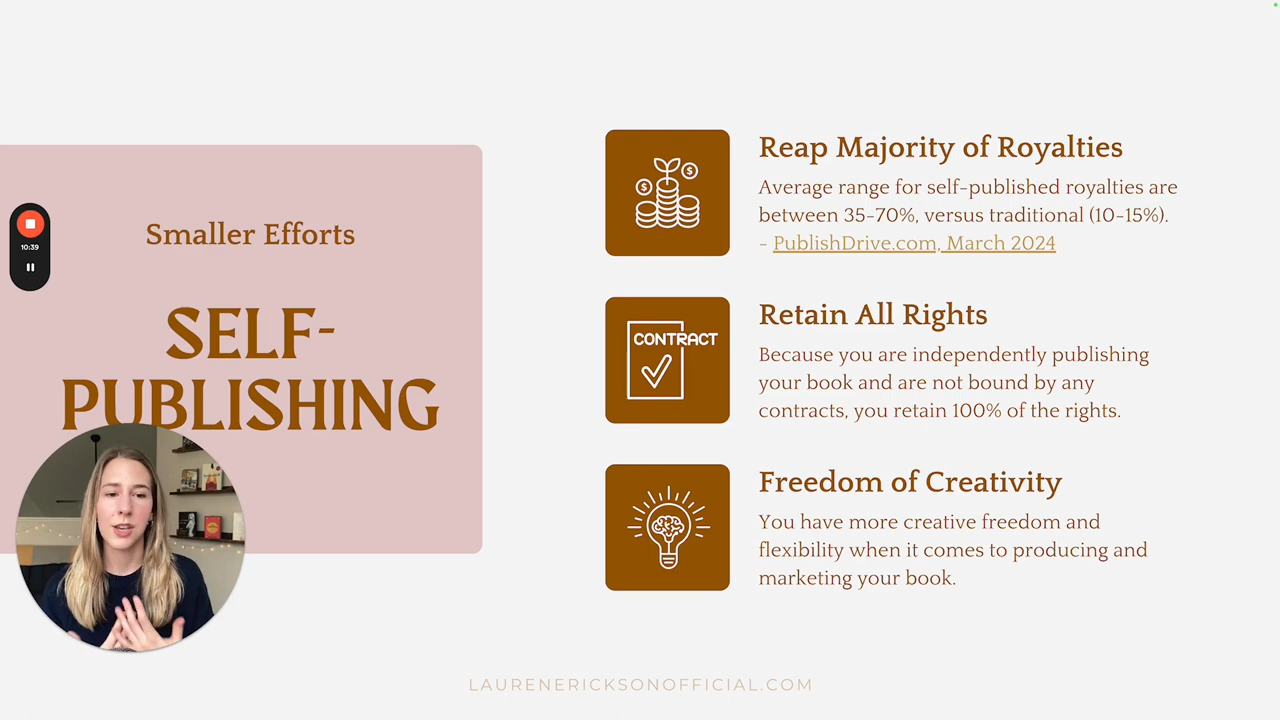 Smaller Efforts
SELF-
PUBLISHING
10:39
$
$
Reap Majority of Royalties
Average range for self-published royalties are
between 35-70%, versus traditional (10-15%).
- PublishDrive.com, March 2024
CONTRACT
Retain All Rights
Because you are independently publishing
your book and are not bound by any
contracts, you retain 100% of the rights.
Freedom of Creativity
You have more creative freedom and
flexibility when it comes to producing and
marketing your book.
LAURENERICKSONOFFICIAL.COM